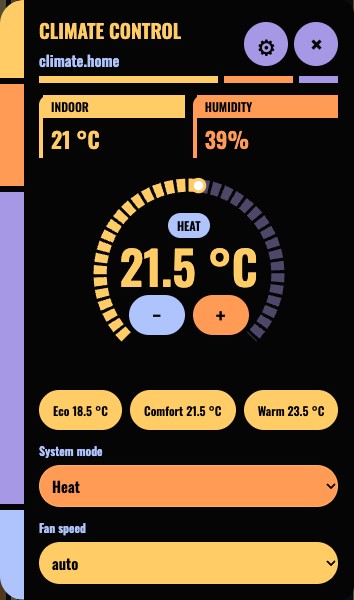 CLIMATE CONTROL
climate.home
INDOOR
21 °C
HUMIDITY
39%
HEAT
21.5 °C
− +
Eco 18.5 °C Comfort 21.5 °C Warm 23.5 °C
System mode
Heat
Fan speed
auto